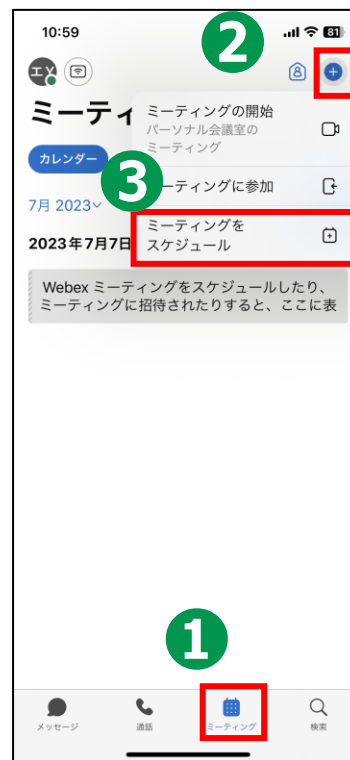 10:59
81
2
エV
+
ミーティ
ミーティングの開始
パーソナル会議室の
ミーティング
カレンダー
3
ーティングに参加
7月 2023
ミーティングを
スケジュール
2023年7月7日
Webex ミーティングをスケジュールしたり、
ミーティングに招待されたりすると、ここに表
1
メッセージ
通話
ミーティング
検索